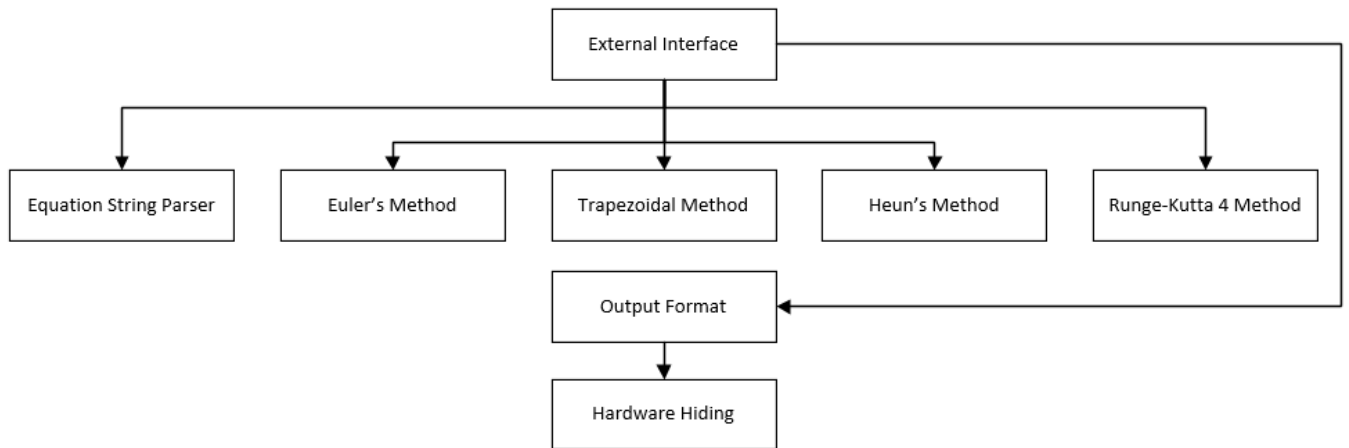 External Interface
Equation String Parser
Euler’s Method
Trapezoidal Method
Heun’s Method
Runge-Kutta 4 Method
Output Format
Hardware Hiding